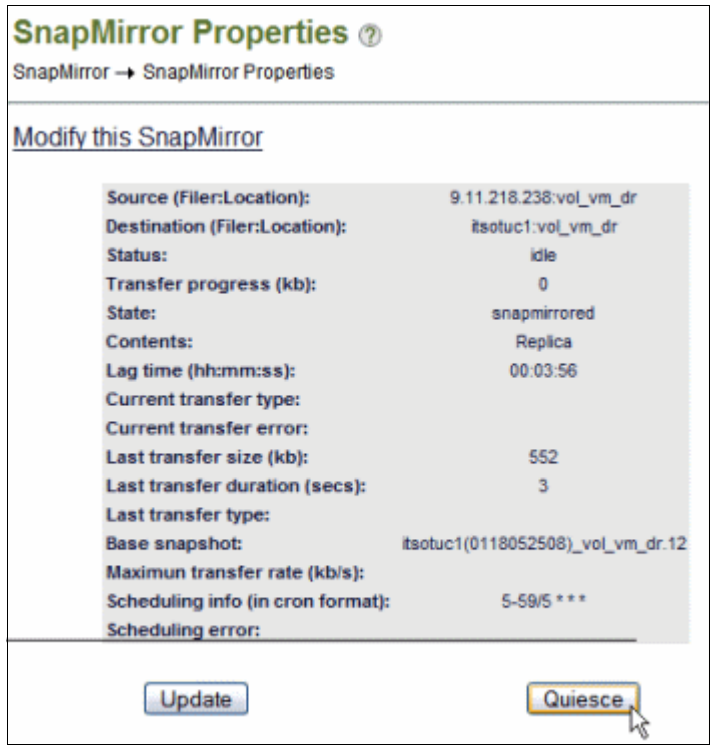 SnapMirror Properties ?
SnapMirror → SnapMirror Properties
Modify this SnapMirror
Source (Filer:Location): 9.11.218.238:vol_vm_dr
Destination (Filer:Location): itsotuc1:vol_vm_dr
Status: idle
Transfer progress (kb): 0
State: snapmirrored
Contents: Replica
Lag time (hh:mm:ss): 00:03:56
Current transfer type:
Current transfer error:
Last transfer size (kb): 552
Last transfer duration (secs): 3
Last transfer type:
Base snapshot: itsotuc1(0118052508)_vol_vm_dr.12
Maximun transfer rate (kb/s):
Scheduling info (in cron format): 5-59/5 * * *
Scheduling error:
Update Quiesce